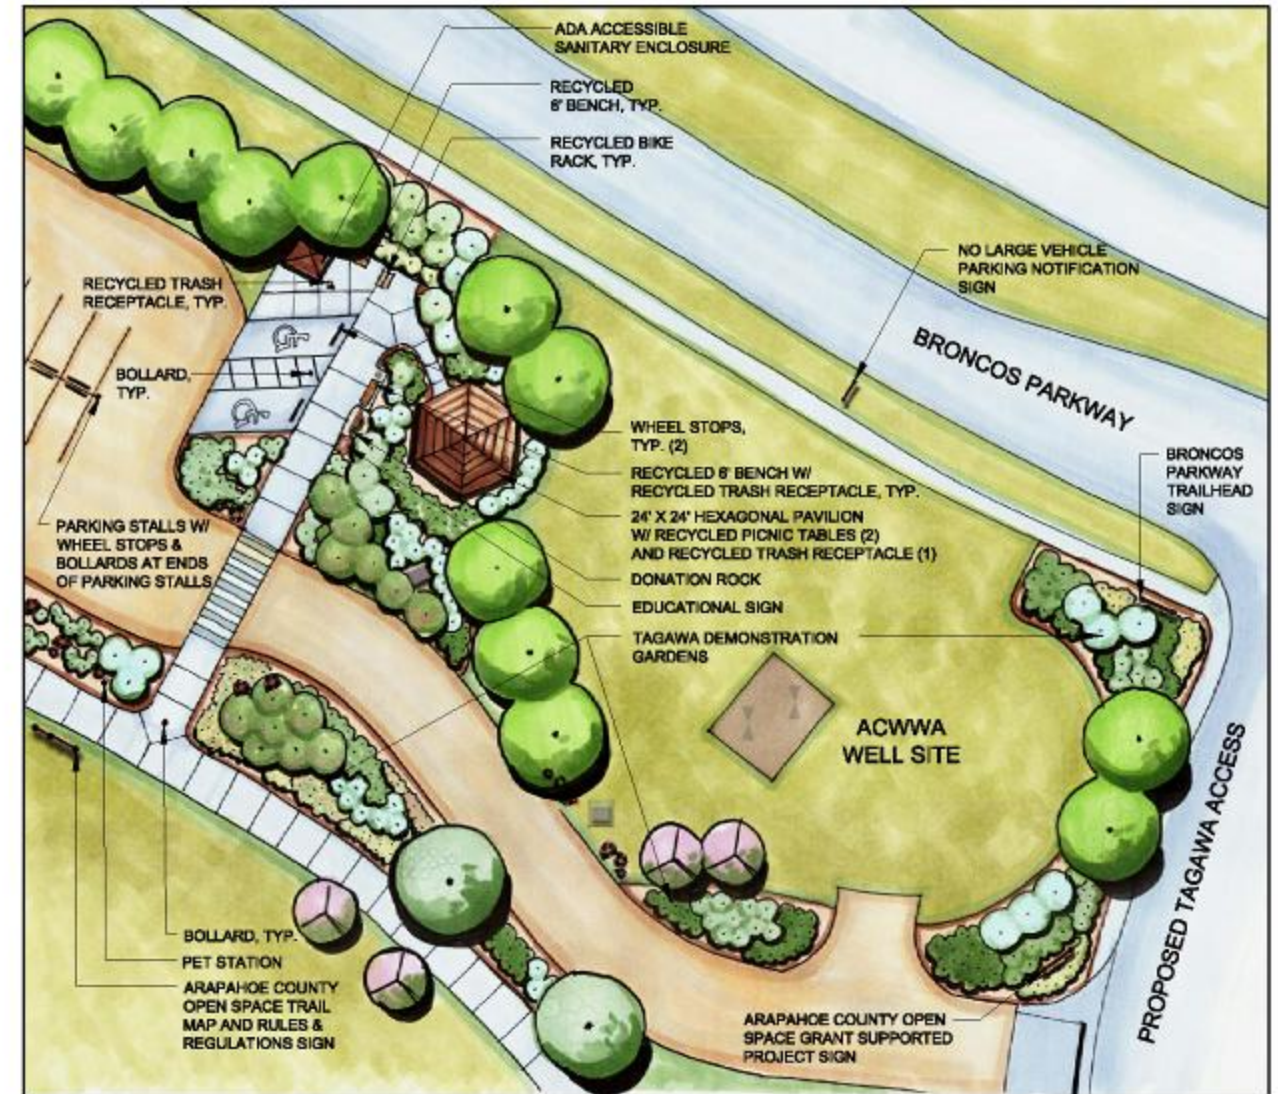 ADA ACCESSIBLE
SANITARY ENCLOSURE
RECYCLED
6' BENCH, TYP.
RECYCLED BIKE
RACK, TYP.
NO LARGE VEHICLE
PARKING NOTIFICATION
SIGN
RECYCLED TRASH
RECEPTACLE, TYP.
BRONCOS PARKWAY
BOLLARD,
TYP.
WHEEL STOPS,
TYP. (2)
RECYCLED 6' BENCH W/
RECYCLED TRASH RECEPTACLE, TYP.
24' X 24' HEXAGONAL PAVILION
W/ RECYCLED PICNIC TABLES (2)
AND RECYCLED TRASH RECEPTACLE (1)
DONATION ROCK
EDUCATIONAL SIGN
TAGAWA DEMONSTRATION
GARDENS
BRONCOS
PARKWAY
TRAILHEAD
SIGN
PARKING STALLS W/
WHEEL STOPS &
BOLLARDS AT ENDS
OF PARKING STALLS
ACWWA
WELL SITE
PROPOSED TAGAWA ACCESS
BOLLARD, TYP.
PET STATION
ARAPAHOE COUNTY
OPEN SPACE TRAIL
MAP AND RULES &
REGULATIONS SIGN
ARAPAHOE COUNTY OPEN
SPACE GRANT SUPPORTED
PROJECT SIGN